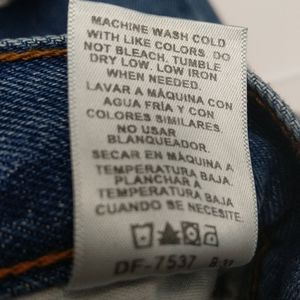 MACHINE WASH COLD
WITH LIKE COLORS DO
NOT BLEACH. TUMBLE
DRY LOW. LOW IRON
WHEN NEEDED.
LAVAR A MÁQUINA CON
AGUA FRÍA Y CON
COLORES SIMILARES
NO USAR
BLANQUEADOR.
SECAR EN MÁQUINA A
TEMPERATURA BAJA.
PLANCHAR A
TEMPERATURA BAJA
CUANDO SE NECESITE.
DF-7537